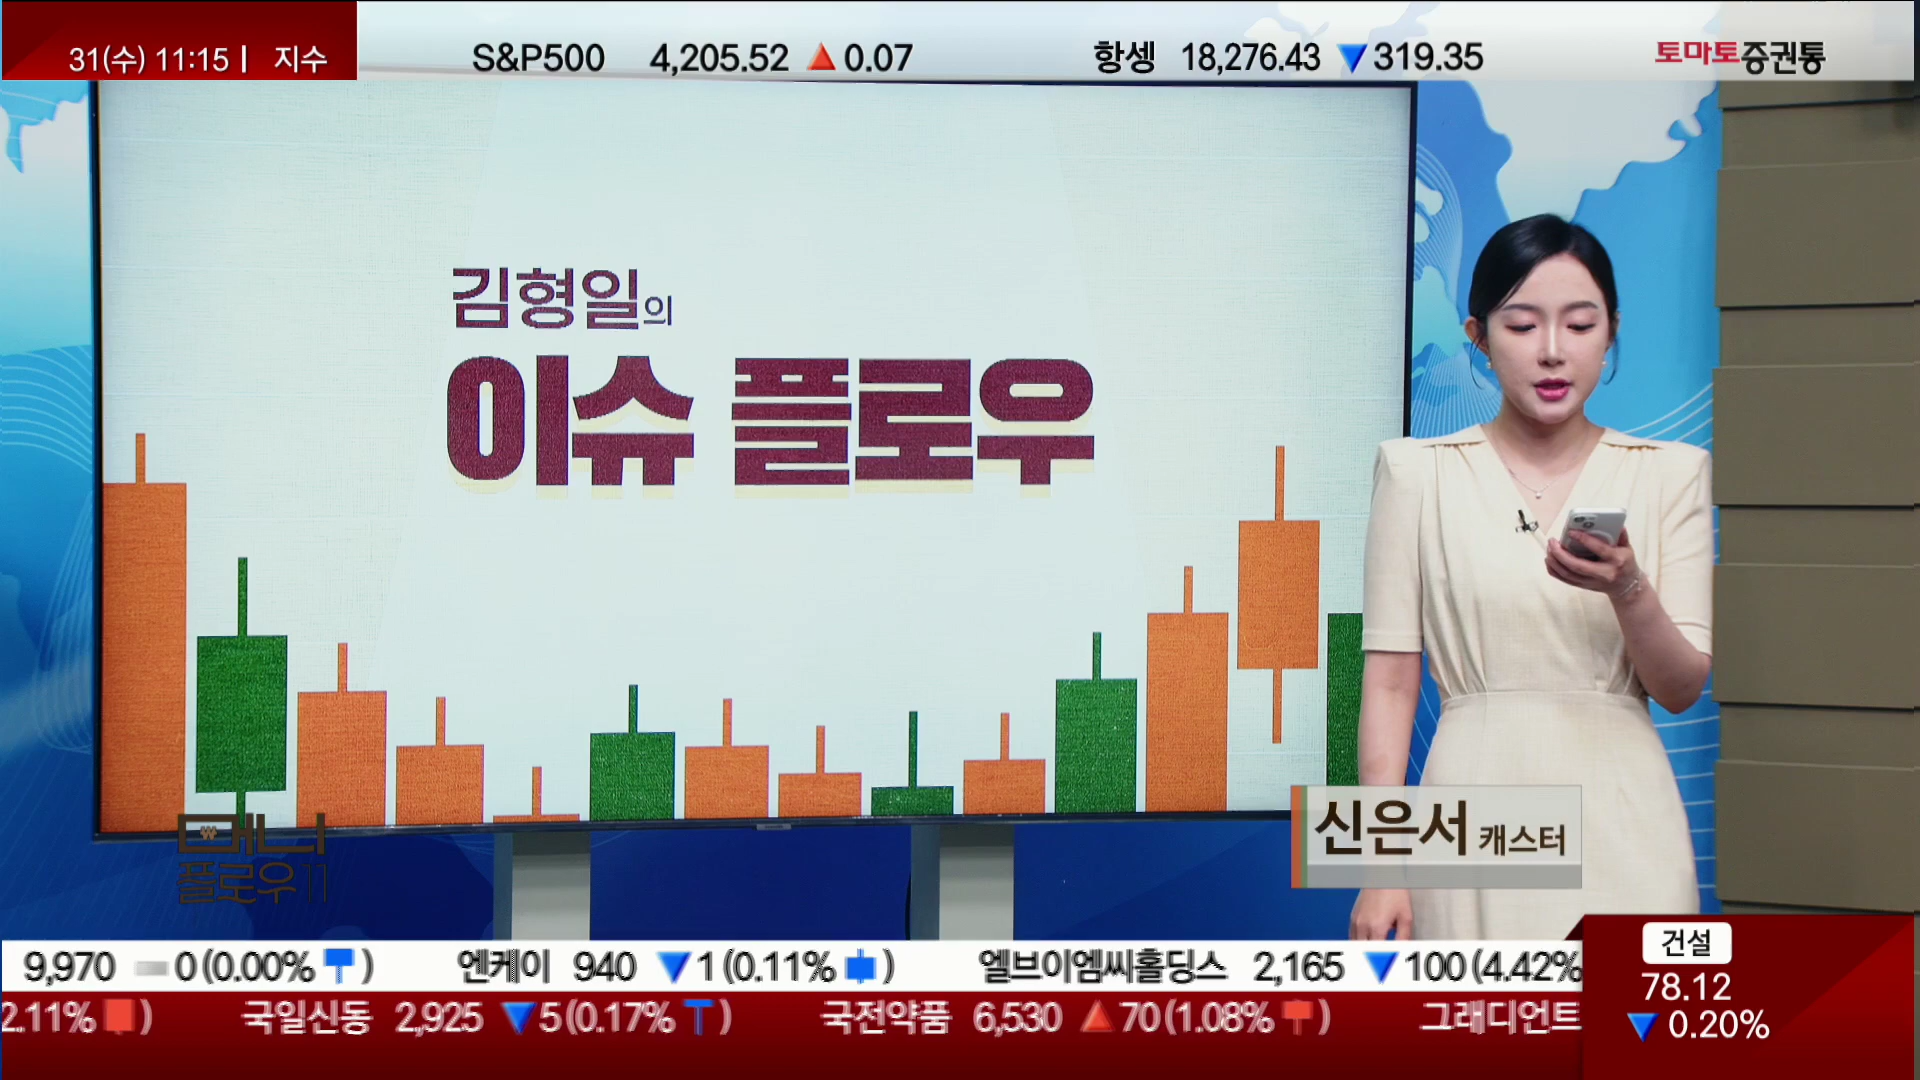 31(수) 11:15 | 지수
S&P500 4,205.52 ▲ 0.07
항셍 18,276.43 ▼ 319.35
토마토증권통
김형일의
이슈 플로우
머니
플로우11
신은서 캐스터
9,970 0(0.00% ) 엔케이 940 ▼ 1(0.11% ) 엘브이엠씨홀딩스 2,165 ▼ 100(4.42%
2.11% ) 국일신동 2,925 ▼ 5(0.17% ) 국전약품 6,530 ▲ 70(1.08% ) 그래디언트
건설
78.12
▼ 0.20%